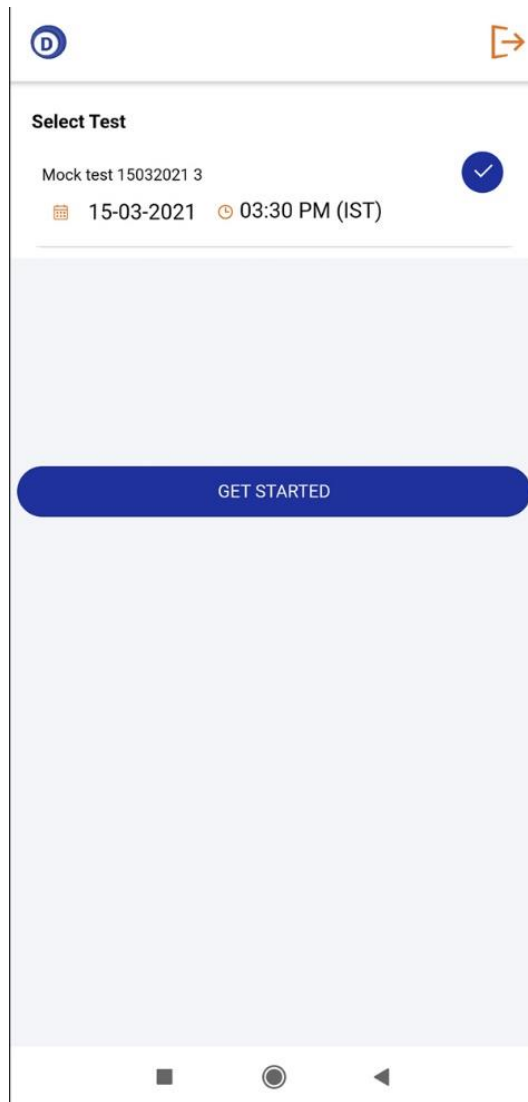 D
Select Test
Mock test 15032021 3
15-03-2021 03:30 PM (IST)
GET STARTED